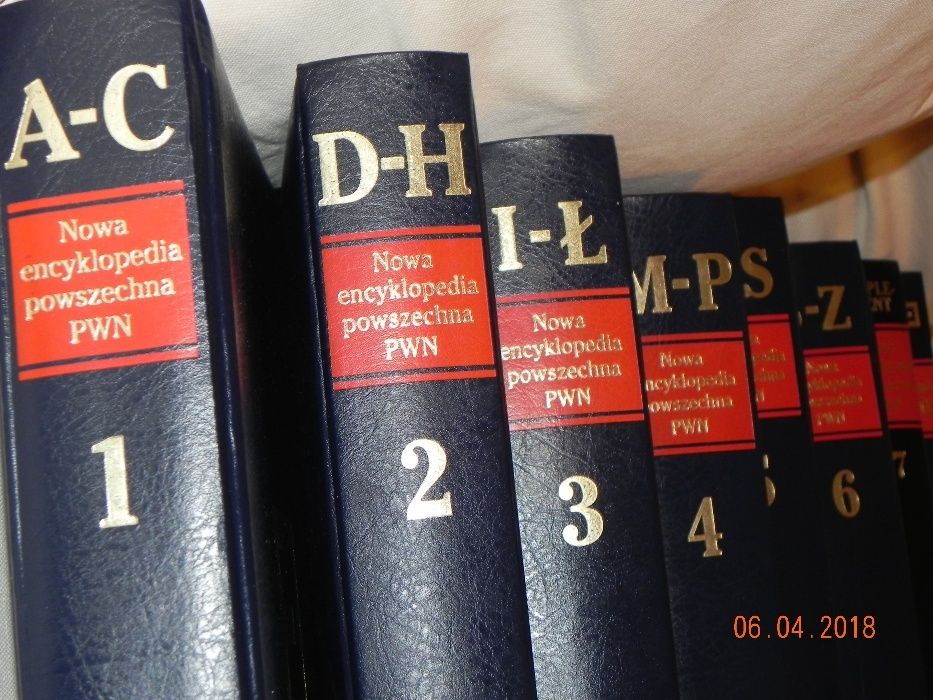 A-C
Nowa
encyklopedia
powszechna
PWN
1
D-H
Nowa
encyklopedia
powszechna
PWN
2
I-Ł
Nowa
encyklopedia
powszechna
PWN
3
M-P
Nowa
encyklopedia
powszechna
PWN
4
S
5
-Z
6
7
06.04.2018